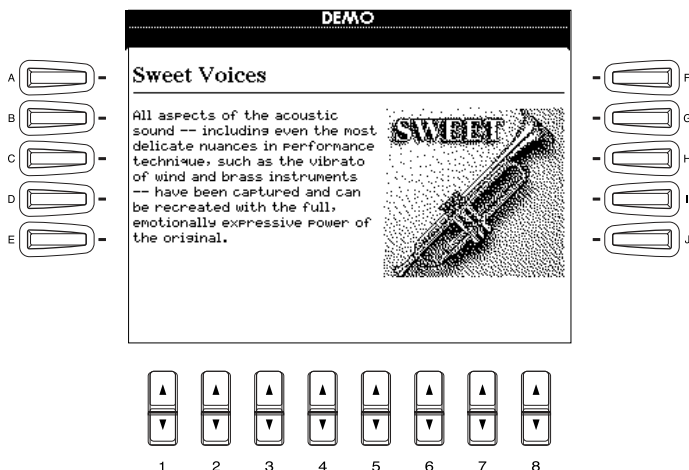 DEMO
Sweet Voices
All aspects of the acoustic
sound -- including even the most
delicate nuances in performance
technique, such as the vibrato
of wind and brass instruments
-- have been captured and can
be recreated with the full,
emotionally expressive power of
the original.
SWEET
A
B
C
D
E
F
G
H
I
J
1 2 3 4 5 6 7 8